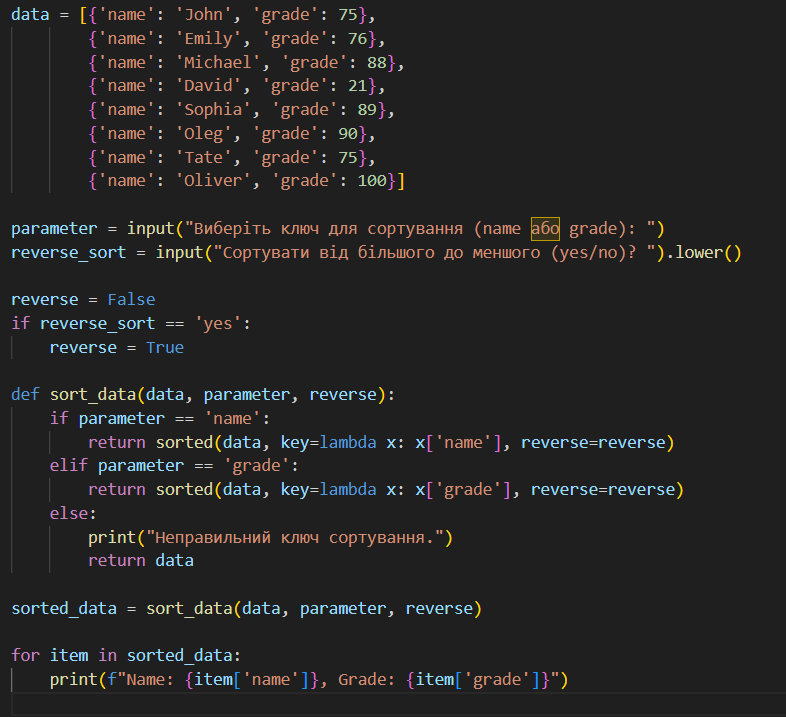 data = [{'name': 'John', 'grade': 75},
        {'name': 'Emily', 'grade': 76},
        {'name': 'Michael', 'grade': 88},
        {'name': 'David', 'grade': 21},
        {'name': 'Sophia', 'grade': 89},
        {'name': 'Oleg', 'grade': 90},
        {'name': 'Tate', 'grade': 75},
        {'name': 'Oliver', 'grade': 100}]

parameter = input("Виберіть ключ для сортування (name або grade): ")
reverse_sort = input("Сортувати від більшого до меншого (yes/no)? ").lower()

reverse = False
if reverse_sort == 'yes':
    reverse = True

def sort_data(data, parameter, reverse):
    if parameter == 'name':
        return sorted(data, key=lambda x: x['name'], reverse=reverse)
    elif parameter == 'grade':
        return sorted(data, key=lambda x: x['grade'], reverse=reverse)
    else:
        print("Неправильний ключ сортування.")
        return data

sorted_data = sort_data(data, parameter, reverse)

for item in sorted_data:
    print(f"Name: {item['name']}, Grade: {item['grade']}")